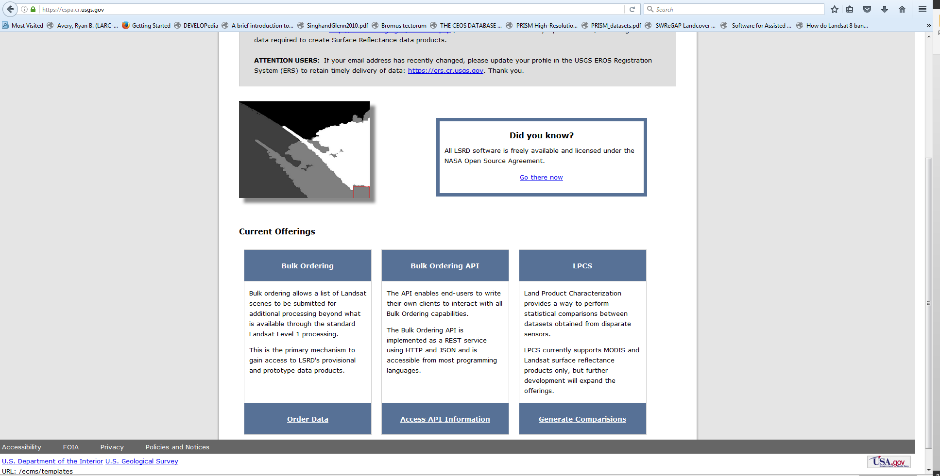 https://espa.cr.usgs.gov
Search
Most Visited Avery, Ryan B. (LARC ... Getting Started DEVELOPedia A brief introduction to... SinghandGlenn2010.pdf Bromus tectorum THE CEOS DATABASE ... PRISM High-Resolutio... PRISM_datasets.pdf SWReGAP Landcover ... Software for Assisted ... How do Landsat 8 ban... »
data required to create Surface Reflectance data products.
ATTENTION USERS: If your email address has recently changed, please update your profile in the USGS EROS Registration
System (ERS) to retain timely delivery of data: https://ers.cr.usgs.gov. Thank you.
Did you know?
All LSRD software is freely available and licensed under the
NASA Open Source Agreement.
Go there now
Current Offerings
Bulk Ordering
Bulk ordering allows a list of Landsat
scenes to be submitted for
additional processing beyond what
is available through the standard
Landsat Level 1 processing.
This is the primary mechanism to
gain access to LSRD's provisional
and prototype data products.
Order Data
Bulk Ordering API
The API enables end-users to write
their own clients to interact with all
Bulk Ordering capabilities.
The Bulk Ordering API is
implemented as a REST service
using HTTP and JSON and is
accessible from most programming
languages.
Access API Information
LPCS
Land Product Characterization
provides a way to perform
statistical comparisons between
datasets obtained from disparate
sensors.
LPCS currently supports MODIS and
Landsat surface reflectance
products only, but further
development will expand the
offerings.
Generate Comparisions
Accessibility FOIA Privacy Policies and Notices
U.S. Department of the Interior U.S. Geological Survey
URL: /ecms/templates
USA.gov